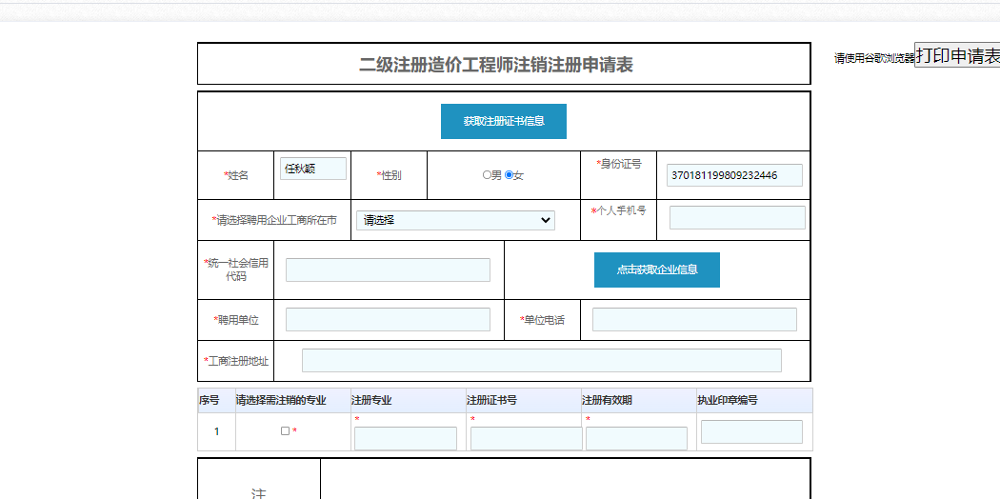 二级注册造价工程师注销注册申请表
请使用谷歌浏览器打印申请表
获取注册证书信息
*姓名 任秋颖 *性别 男 女 *身份证号 370181199809232446
*请选择聘用企业工商所在市 请选择 *个人手机号
*统一社会信用
代码
点击获取企业信息
*聘用单位 *单位电话
*工商注册地址
序号 请选择需注销的专业 注册专业 注册证书号 注册有效期 执业印章编号
1 * * * *
注